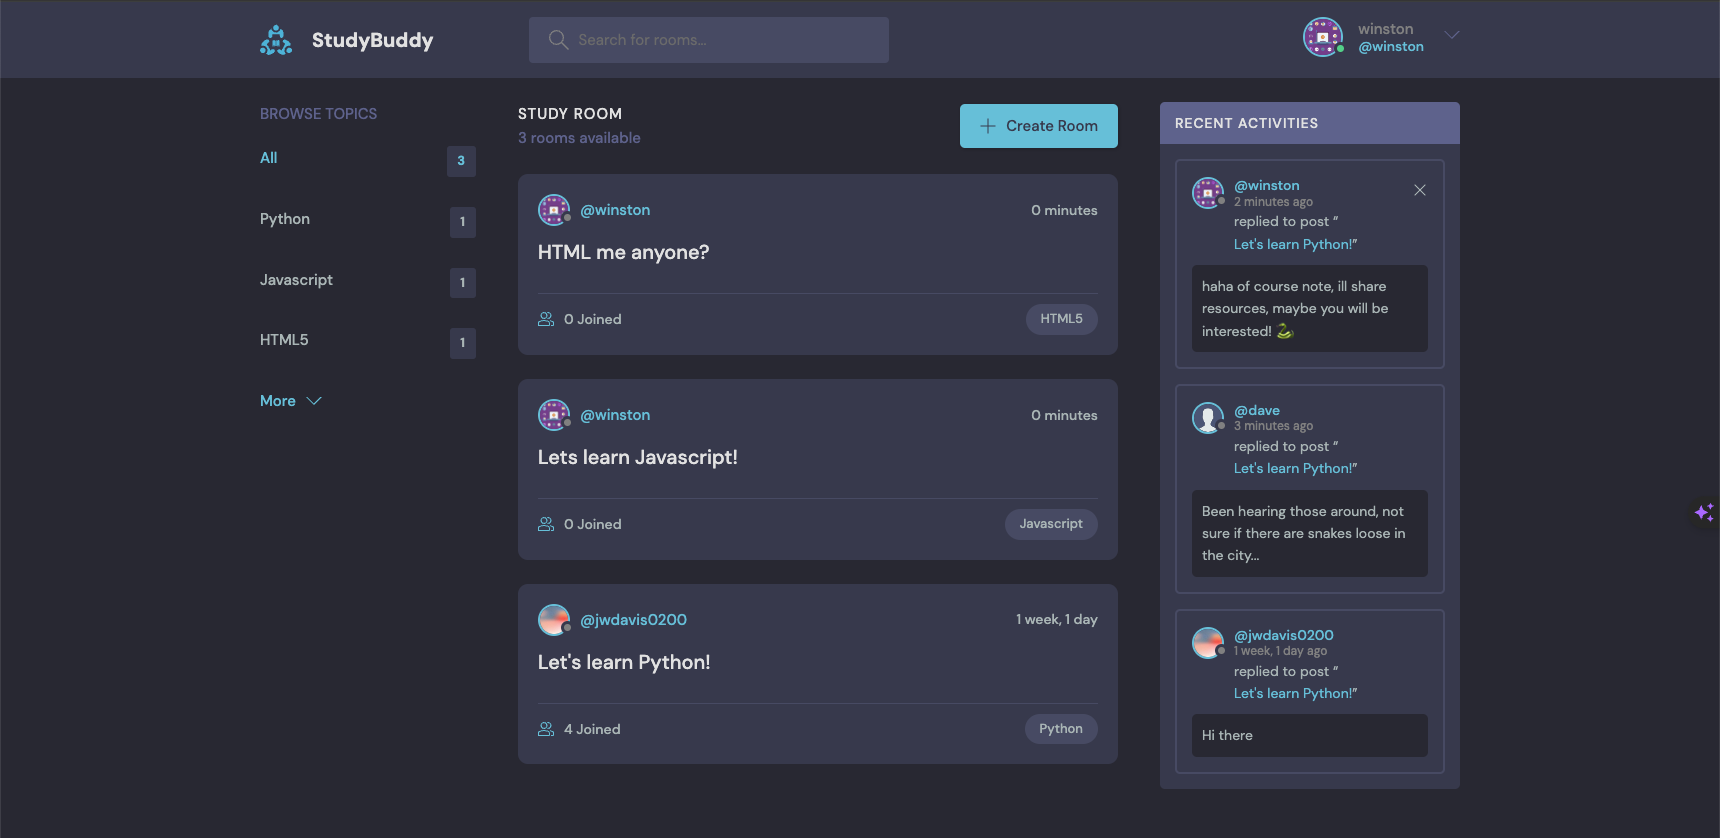 StudyBuddy
Search for rooms...
winston
@winston
BROWSE TOPICS
All 3
Python 1
Javascript 1
HTML5 1
More
STUDY ROOM
3 rooms available
Create Room
@winston 0 minutes
HTML me anyone?
0 Joined HTML5
@winston 0 minutes
Lets learn Javascript!
0 Joined Javascript
@jwdavis0200 1 week, 1 day
Let's learn Python!
4 Joined Python
RECENT ACTIVITIES
@winston
2 minutes ago
replied to post “
Let's learn Python!”
haha of course note, ill share
resources, maybe you will be
interested! 🐍
@dave
3 minutes ago
replied to post “
Let's learn Python!”
Been hearing those around, not
sure if there are snakes loose in
the city...
@jwdavis0200
1 week, 1 day ago
replied to post “
Let's learn Python!”
Hi there